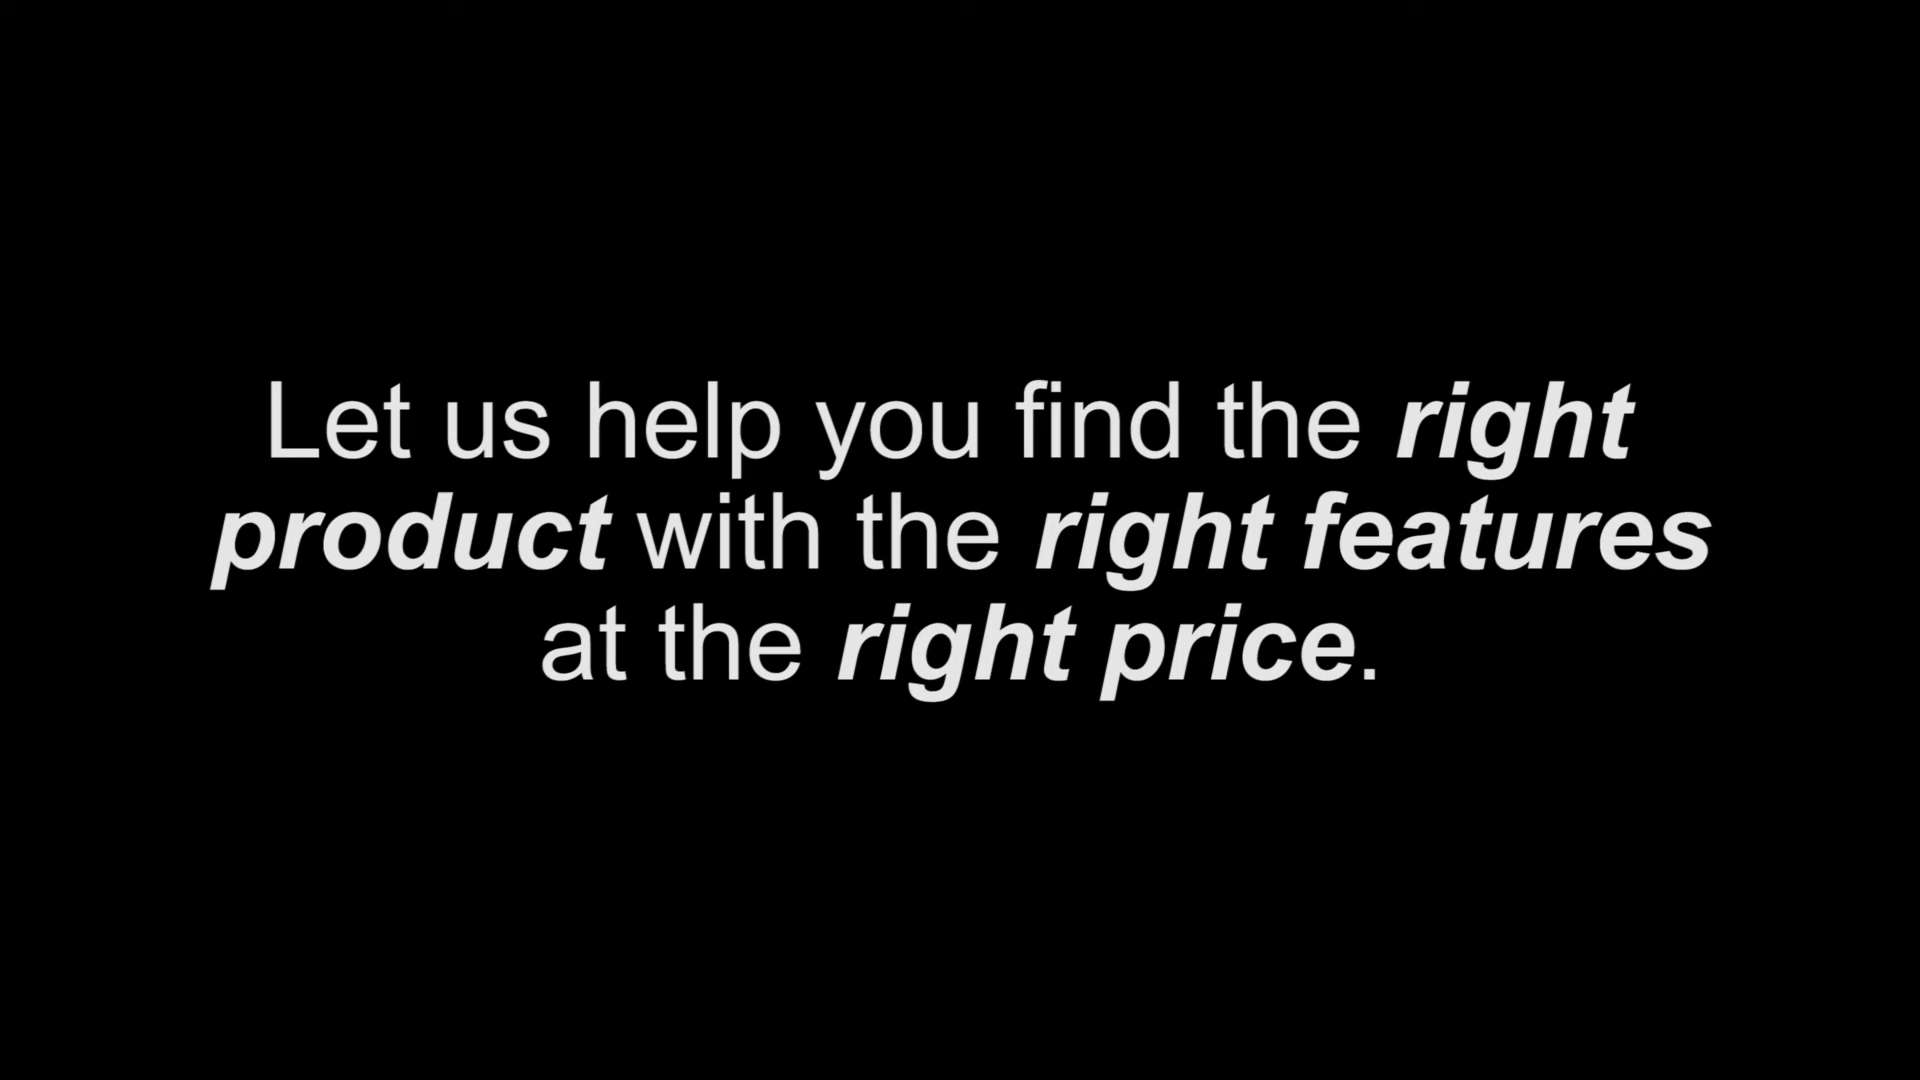 Let us help you find the right
product with the right features
at the right price.